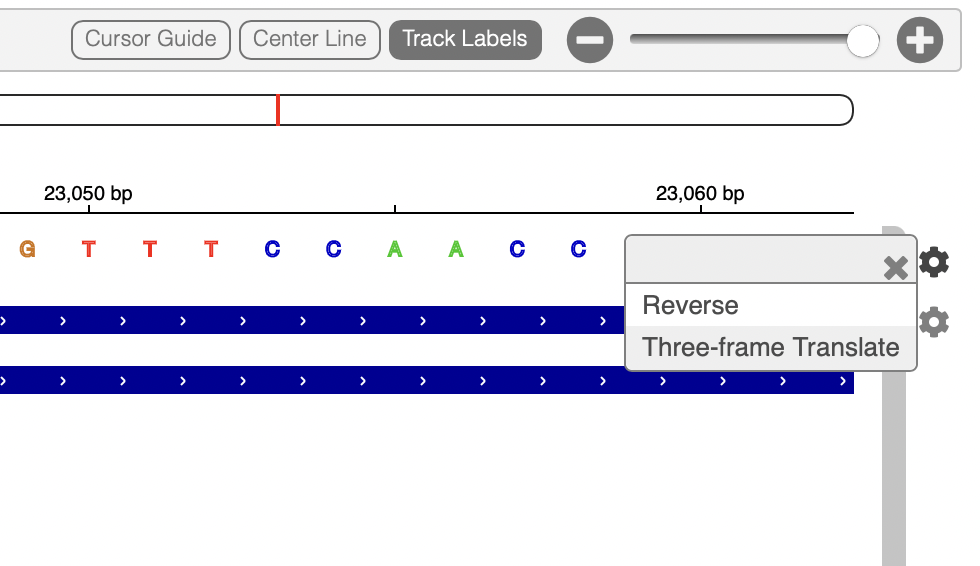 Cursor Guide Center Line Track Labels
23,050 bp 23,060 bp
G T T T C C A A C C
Reverse
Three-frame Translate